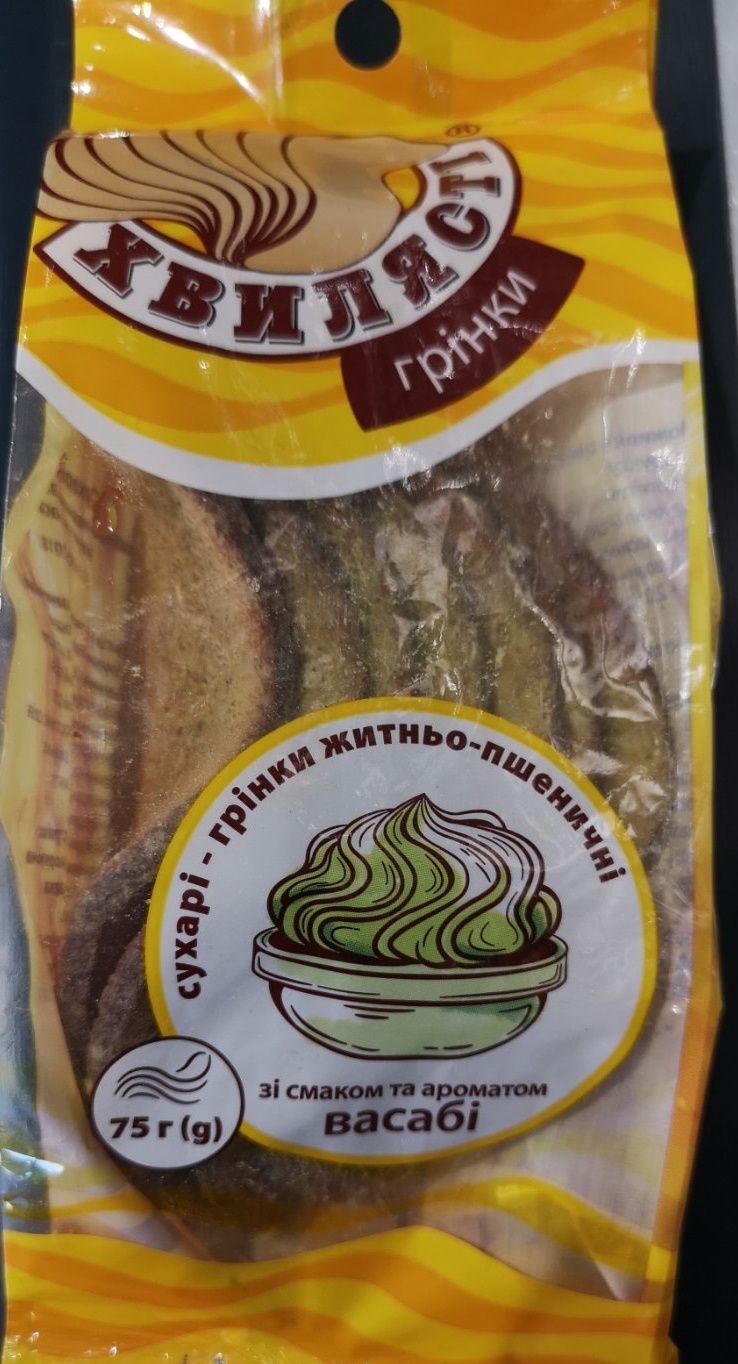 ®
ХВИЛЯСТІ
грінки
сухарі - грінки житньо-пшеничні
зі смаком та ароматом
васабі
75 г (g)